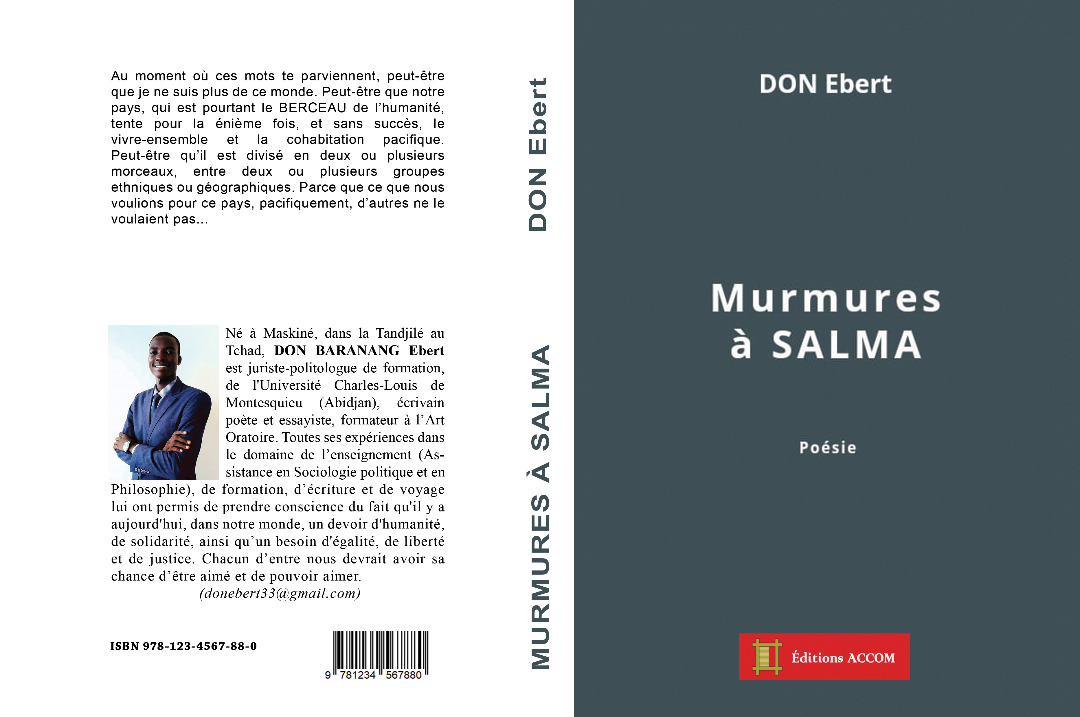 Au moment où ces mots te parviennent, peut-être
que je ne suis plus de ce monde. Peut-être que notre
pays, qui est pourtant le BERCEAU de l'humanité,
tente pour la énième fois, et sans succès, le
vivre-ensemble et la cohabitation pacifique.
Peut-être qu'il est divisé en deux ou plusieurs
morceaux, entre deux ou plusieurs groupes
ethniques ou géographiques. Parce que ce que nous
voulions pour ce pays, pacifiquement, d'autres ne le
voulaient pas...
Né à Maskiné, dans la Tandjilé au
Tchad, DON BARANANG Ebert
est juriste-politologue de formation,
de l'Université Charles-Louis de
Montesquieu (Abidjan), écrivain
poète et essayiste, formateur à l'Art
Oratoire. Toutes ses expériences dans
le domaine de l'enseignement (As-
sistance en Sociologie politique et en
Philosophie), de formation, d'écriture et de voyage
lui ont permis de prendre conscience du fait qu'il y a
aujourd'hui, dans notre monde, un devoir d'humanité,
de solidarité, ainsi qu'un besoin d'égalité, de liberté
et de justice. Chacun d'entre nous devrait avoir sa
chance d'être aimé et de pouvoir aimer.
(donebert33@gmail.com)
ISBN 978-123-4567-88-0
9 781234 567880
MURMURES À SALMA DON Ebert
DON Ebert
Murmures
à SALMA
Poésie
Éditions ACCOM